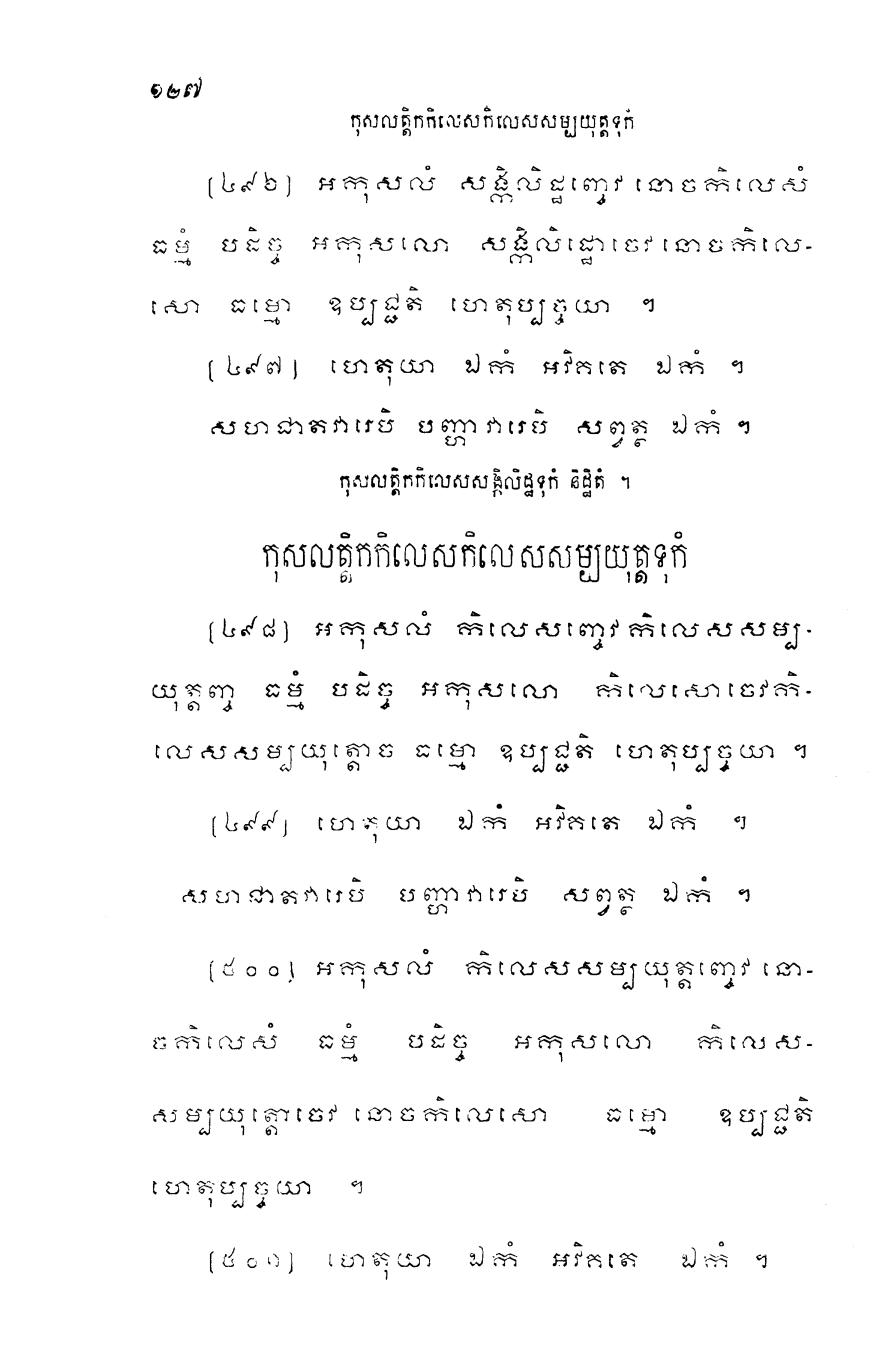 ១២៧
កុសលត្តិកកិលេសកិលេសសម្បយុត្តទុកំ
(៤៩៦) អកុសលំ សង្កិលិដ្ឋញ្ចេវ នោចកិលេសំ
ធម្មំ បដិច្ច អកុសលោ សង្កិលិដ្ឋោចេវ នោចកិលេ-
សោ ធម្មោ ឧប្បជ្ជតិ ហេតុប្បច្ចយា ។
(៤៩៧) ហេតុយា ឯកំ អវិគតេ ឯកំ ។
សហជាតវារេបិ បញ្ហាវារេបិ សព្វត្ថ ឯកំ ។
កុសលត្តិកកិលេសសង្កិលិដ្ឋទុកំ និដ្ឋិតំ ។
កុសលត្តិកកិលេសកិលេសសម្បយុត្តទុកំ
(៤៩៨) អកុសលំ កិលេសញ្ចេវ កិលេសសម្ប-
យុត្តញ្ច ធម្មំ បដិច្ច អកុសលោ កិលេសោចេវកិ-
លេសសម្បយុត្តោច ធម្មោ ឧប្បជ្ជតិ ហេតុប្បច្ចយា ។
(៤៩៩) ហេតុយា ឯកំ អវិគតេ ឯកំ ។
សហជាតវារេបិ បញ្ហាវារេបិ សព្វត្ថ ឯកំ ។
(៥០០) អកុសលំ កិលេសសម្បយុត្តញ្ចេវ នោ-
ចកិលេសំ ធម្មំ បដិច្ច អកុសលោ កិលេស-
សម្បយុត្តោចេវ នោចកិលេសោ ធម្មោ ឧប្បជ្ជតិ
ហេតុប្បច្ចយា ។
(៥០១) ហេតុយា ឯកំ អវិគតេ ឯកំ ។